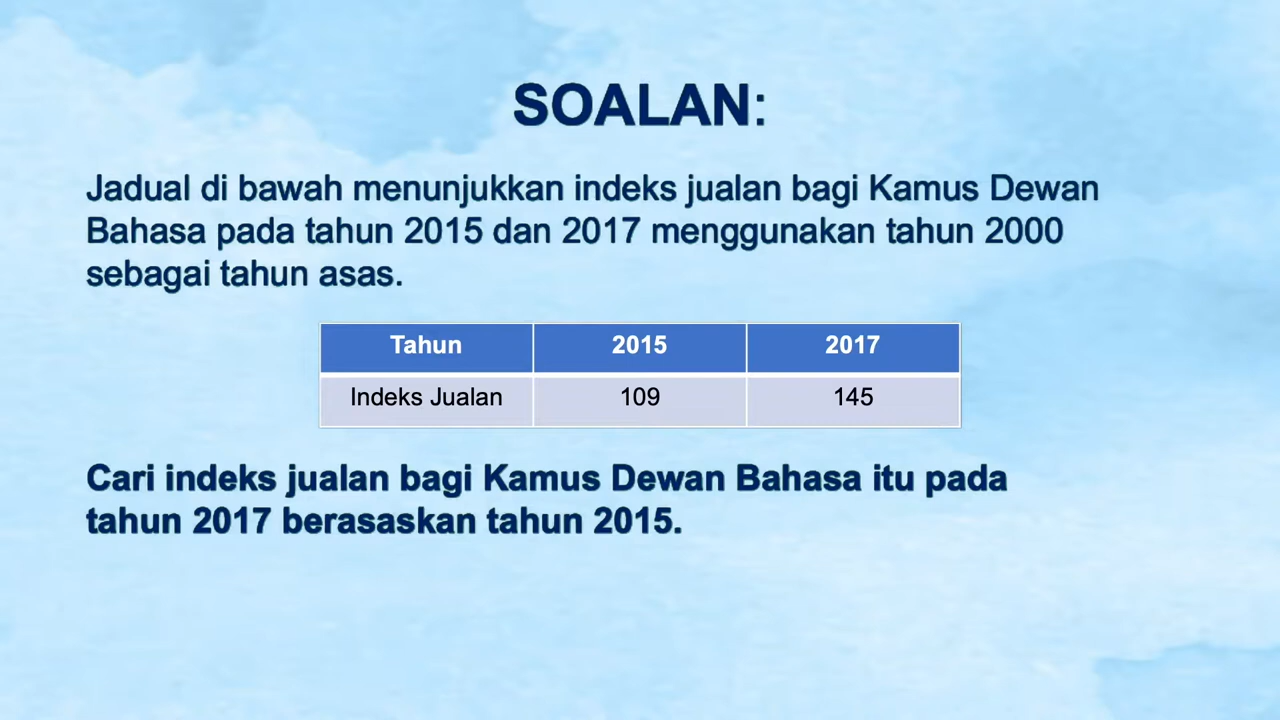 SOALAN:
Jadual di bawah menunjukkan indeks jualan bagi Kamus Dewan
Bahasa pada tahun 2015 dan 2017 menggunakan tahun 2000
sebagai tahun asas.
Tahun 2015 2017
Indeks Jualan 109 145
Cari indeks jualan bagi Kamus Dewan Bahasa itu pada
tahun 2017 berasaskan tahun 2015.